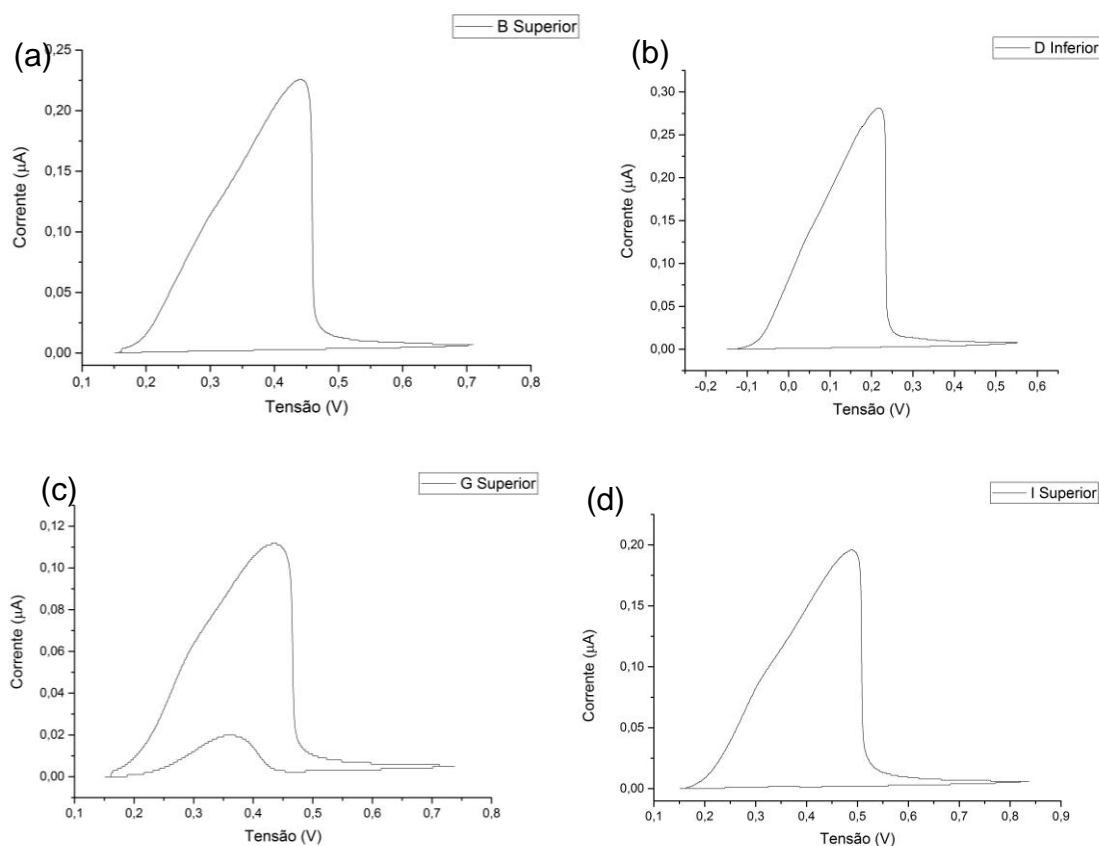 (a)
B Superior
0,25
0,20
0,15
0,10
0,05
0,00
Corrente (µA)
0,1 0,2 0,3 0,4 0,5 0,6 0,7 0,8
Tensão (V)
(b)
D Inferior
0,30
0,25
0,20
0,15
0,10
0,05
0,00
Corrente (µA)
-0,2 -0,1 0,0 0,1 0,2 0,3 0,4 0,5 0,6
Tensão (V)
(c)
G Superior
0,12
0,10
0,08
0,06
0,04
0,02
0,00
Corrente (µA)
0,1 0,2 0,3 0,4 0,5 0,6 0,7 0,8
Tensão (V)
(d)
I Superior
0,20
0,15
0,10
0,05
0,00
Corrente (µA)
0,1 0,2 0,3 0,4 0,5 0,6 0,7 0,8 0,9
Tensão (V)